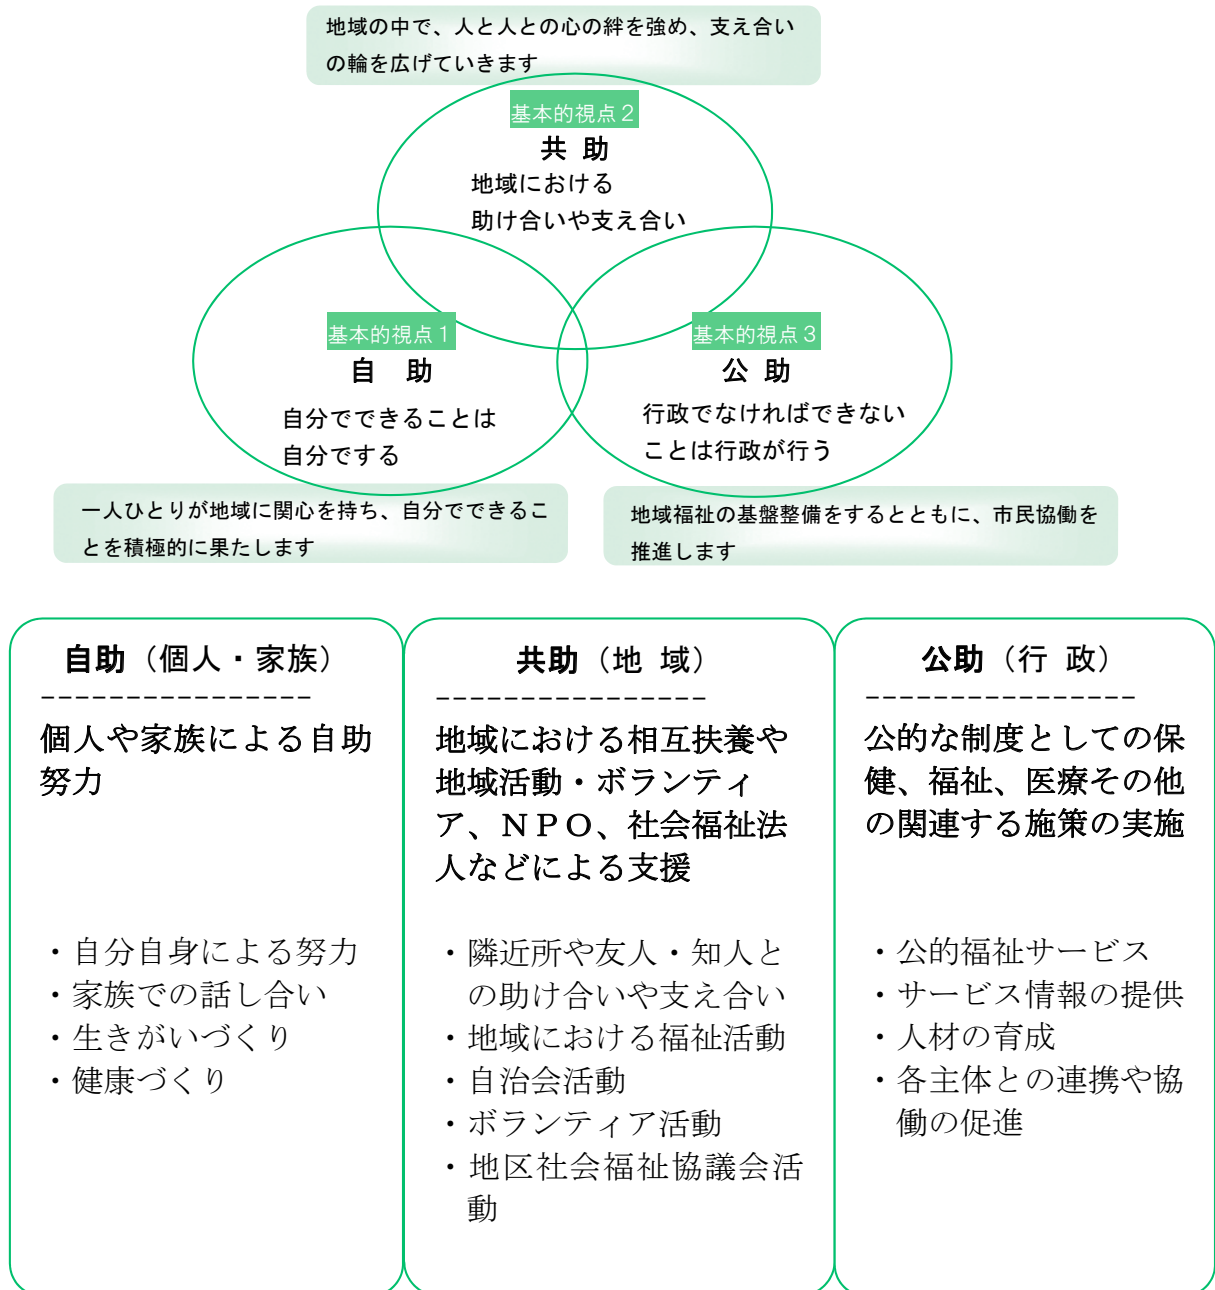 地域の中で、人と人との心の絆を強め、支え合い
の輪を広げていきます
基本的視点２
共 助
地域における
助け合いや支え合い
基本的視点１
自　助
自分でできることは
自分でする
基本的視点３
公 助
行政でなければできない
ことは行政が行う
一人ひとりが地域に関心を持ち、自分でできるこ
とを積極的に果たします
地域福祉の基盤整備をするとともに、市民協働を
推進します
自助（個人・家族）
----------------
個人や家族による自助
努力
・自分自身による努力
・家族での話し合い
・生きがいづくり
・健康づくり
共助（地 域）
----------------
地域における相互扶養や
地域活動・ボランティ
ア、ＮＰＯ、社会福祉法
人などによる支援
・隣近所や友人・知人と
の助け合いや支え合い
・地域における福祉活動
・自治会活動
・ボランティア活動
・地区社会福祉協議会活
動
公助（行 政）
----------------
公的な制度としての保
健、福祉、医療その他
の関連する施策の実施
・公的福祉サービス
・サービス情報の提供
・人材の育成
・各主体との連携や協
働の促進